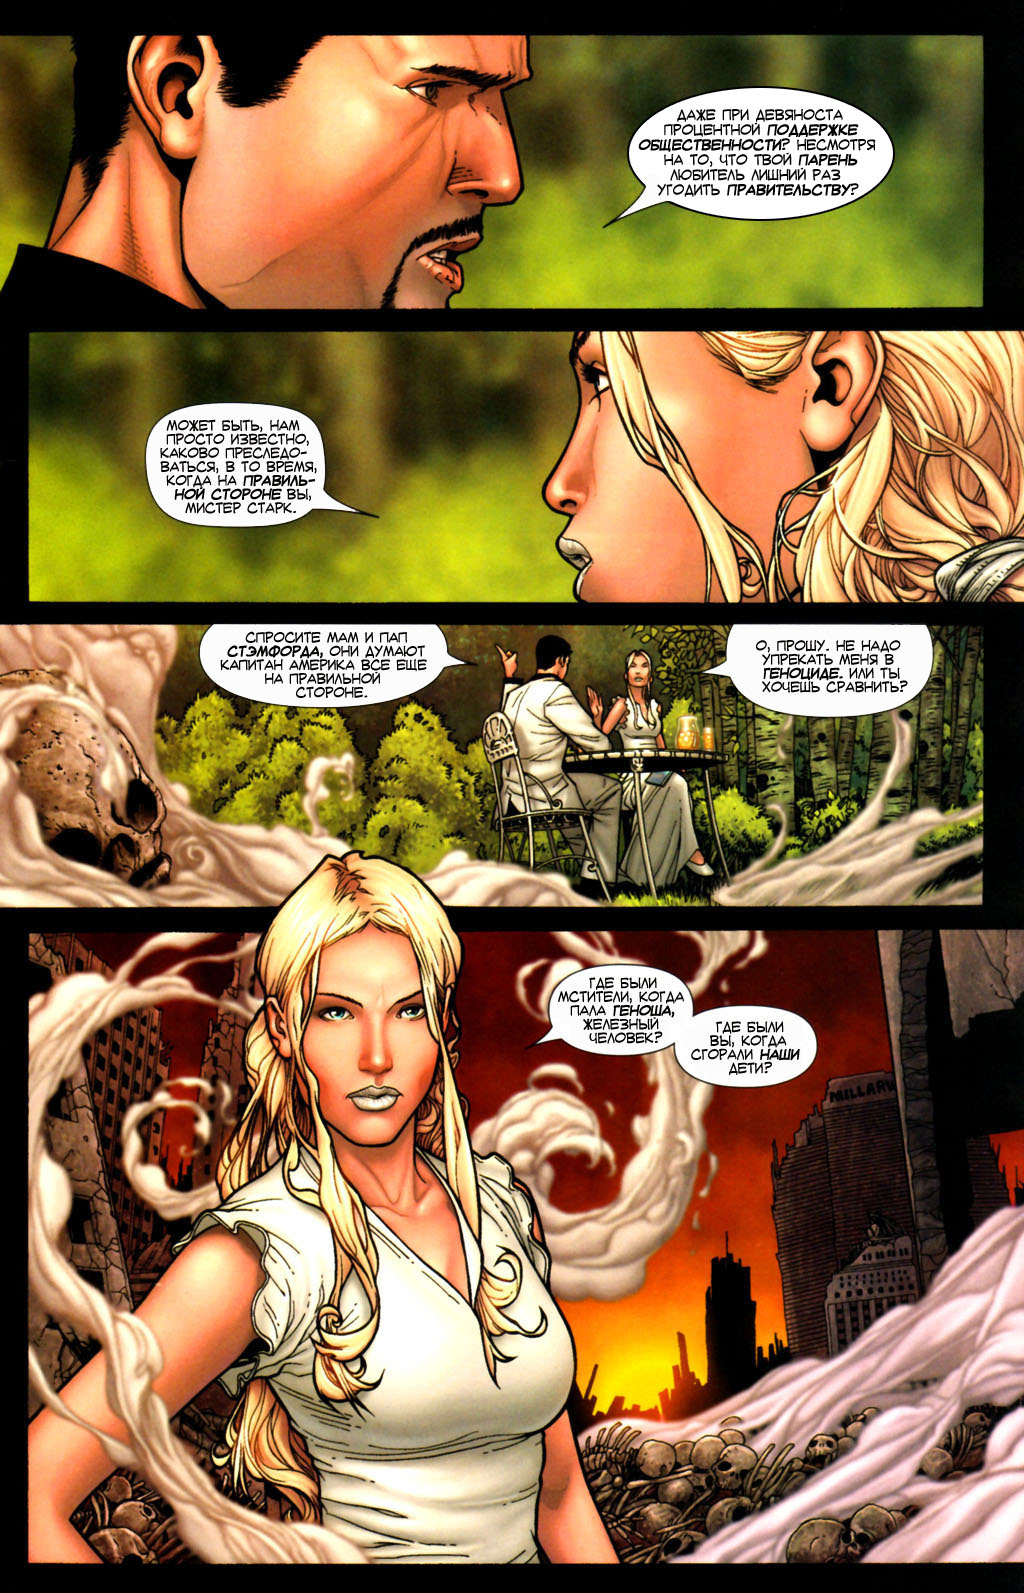 ДАЖЕ ПРИ ДЕВЯНОСТА
ПРОЦЕНТНОЙ ПОДДЕРЖКЕ
ОБЩЕСТВЕННОСТИ? НЕСМОТРЯ
НА ТО, ЧТО ТВОЙ ПАРЕНЬ
ЛЮБИТЕЛЬ ЛИШНИЙ РАЗ
УГОДИТЬ ПРАВИТЕЛЬСТВУ?
МОЖЕТ БЫТЬ, НАМ
ПРОСТО ИЗВЕСТНО,
КАКОВО ПРЕСЛЕДО-
ВАТЬСЯ, В ТО ВРЕМЯ,
КОГДА НА ПРАВИЛЬ-
НОЙ СТОРОНЕ ВЫ,
МИСТЕР СТАРК.
СПРОСИТЕ МАМ И ПАП
СТЭМФОРДА, ОНИ ДУМАЮТ
КАПИТАН АМЕРИКА ВСЕ ЕЩЕ
НА ПРАВИЛЬНОЙ
СТОРОНЕ.
О, ПРОШУ. НЕ НАДО
УПРЕКАТЬ МЕНЯ В
ГЕНОЦИДЕ. ИЛИ ТЫ
ХОЧЕШЬ СРАВНИТЬ?
ГДЕ БЫЛИ
МСТИТЕЛИ, КОГДА
ПАЛА ГЕНОША,
ЖЕЛЕЗНЫЙ
ЧЕЛОВЕК?
ГДЕ БЫЛИ
ВЫ, КОГДА
СГОРАЛИ НАШИ
ДЕТИ?
MILLARW